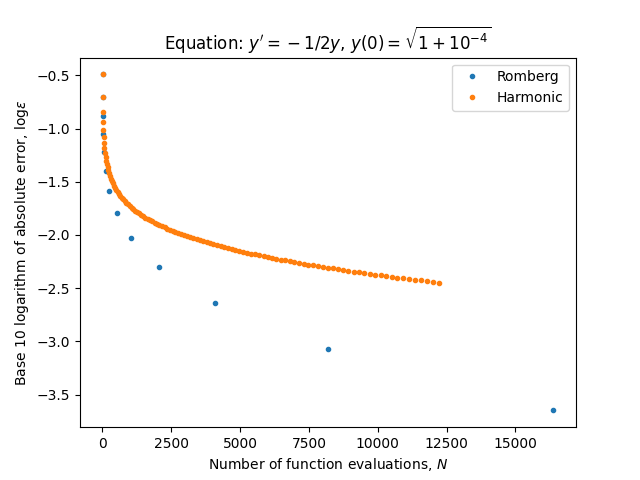 Equation: y′ = −1/2y, y(0) = √1 + 10⁻⁴
Romberg
Harmonic
Base 10 logarithm of absolute error, logε
−0.5
−1.0
−1.5
−2.0
−2.5
−3.0
−3.5
0 2500 5000 7500 10000 12500 15000
Number of function evaluations, N